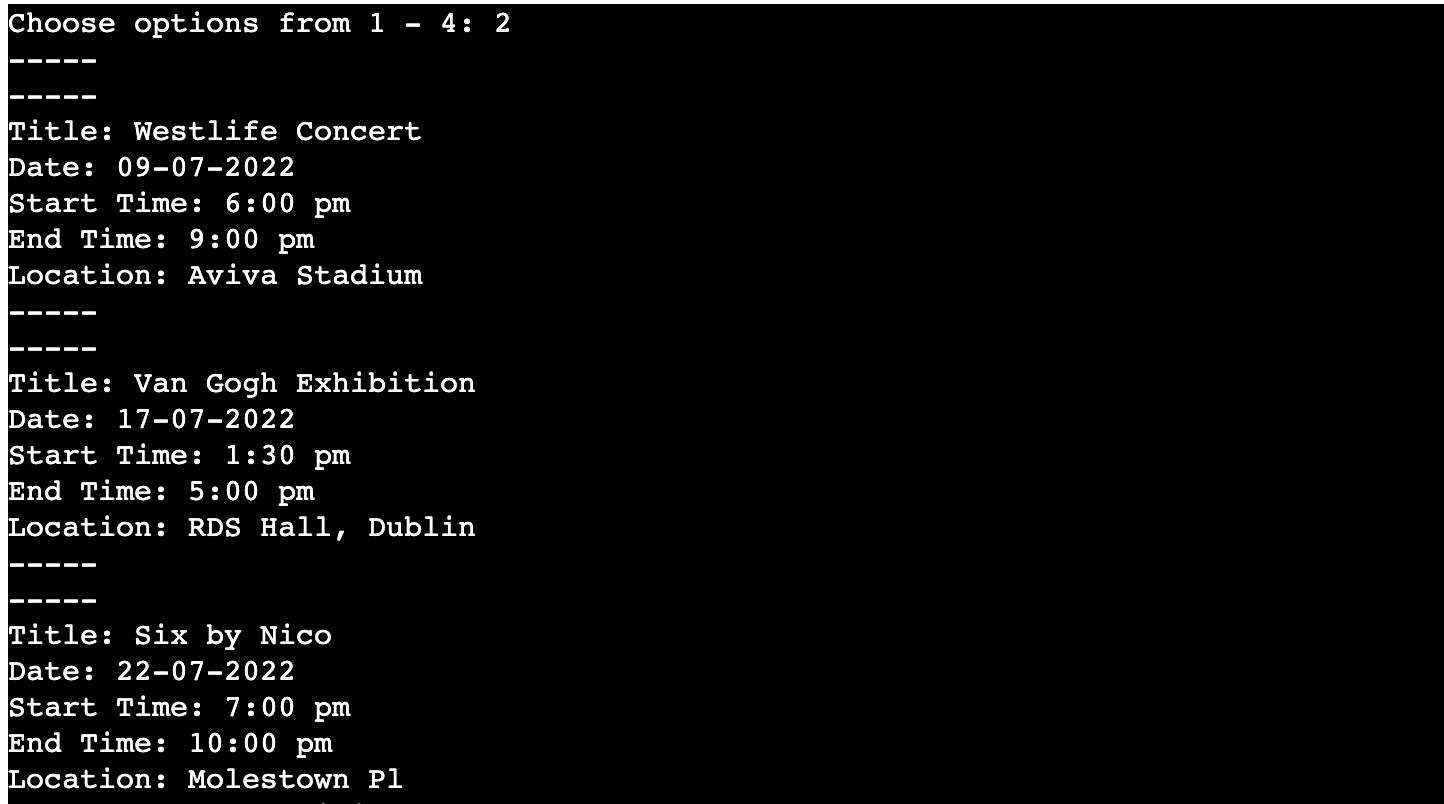 Choose options from 1 - 4: 2
-----
-----
Title: Westlife Concert
Date: 09-07-2022
Start Time: 6:00 pm
End Time: 9:00 pm
Location: Aviva Stadium
-----
-----
Title: Van Gogh Exhibition
Date: 17-07-2022
Start Time: 1:30 pm
End Time: 5:00 pm
Location: RDS Hall, Dublin
-----
-----
Title: Six by Nico
Date: 22-07-2022
Start Time: 7:00 pm
End Time: 10:00 pm
Location: Molestown Pl